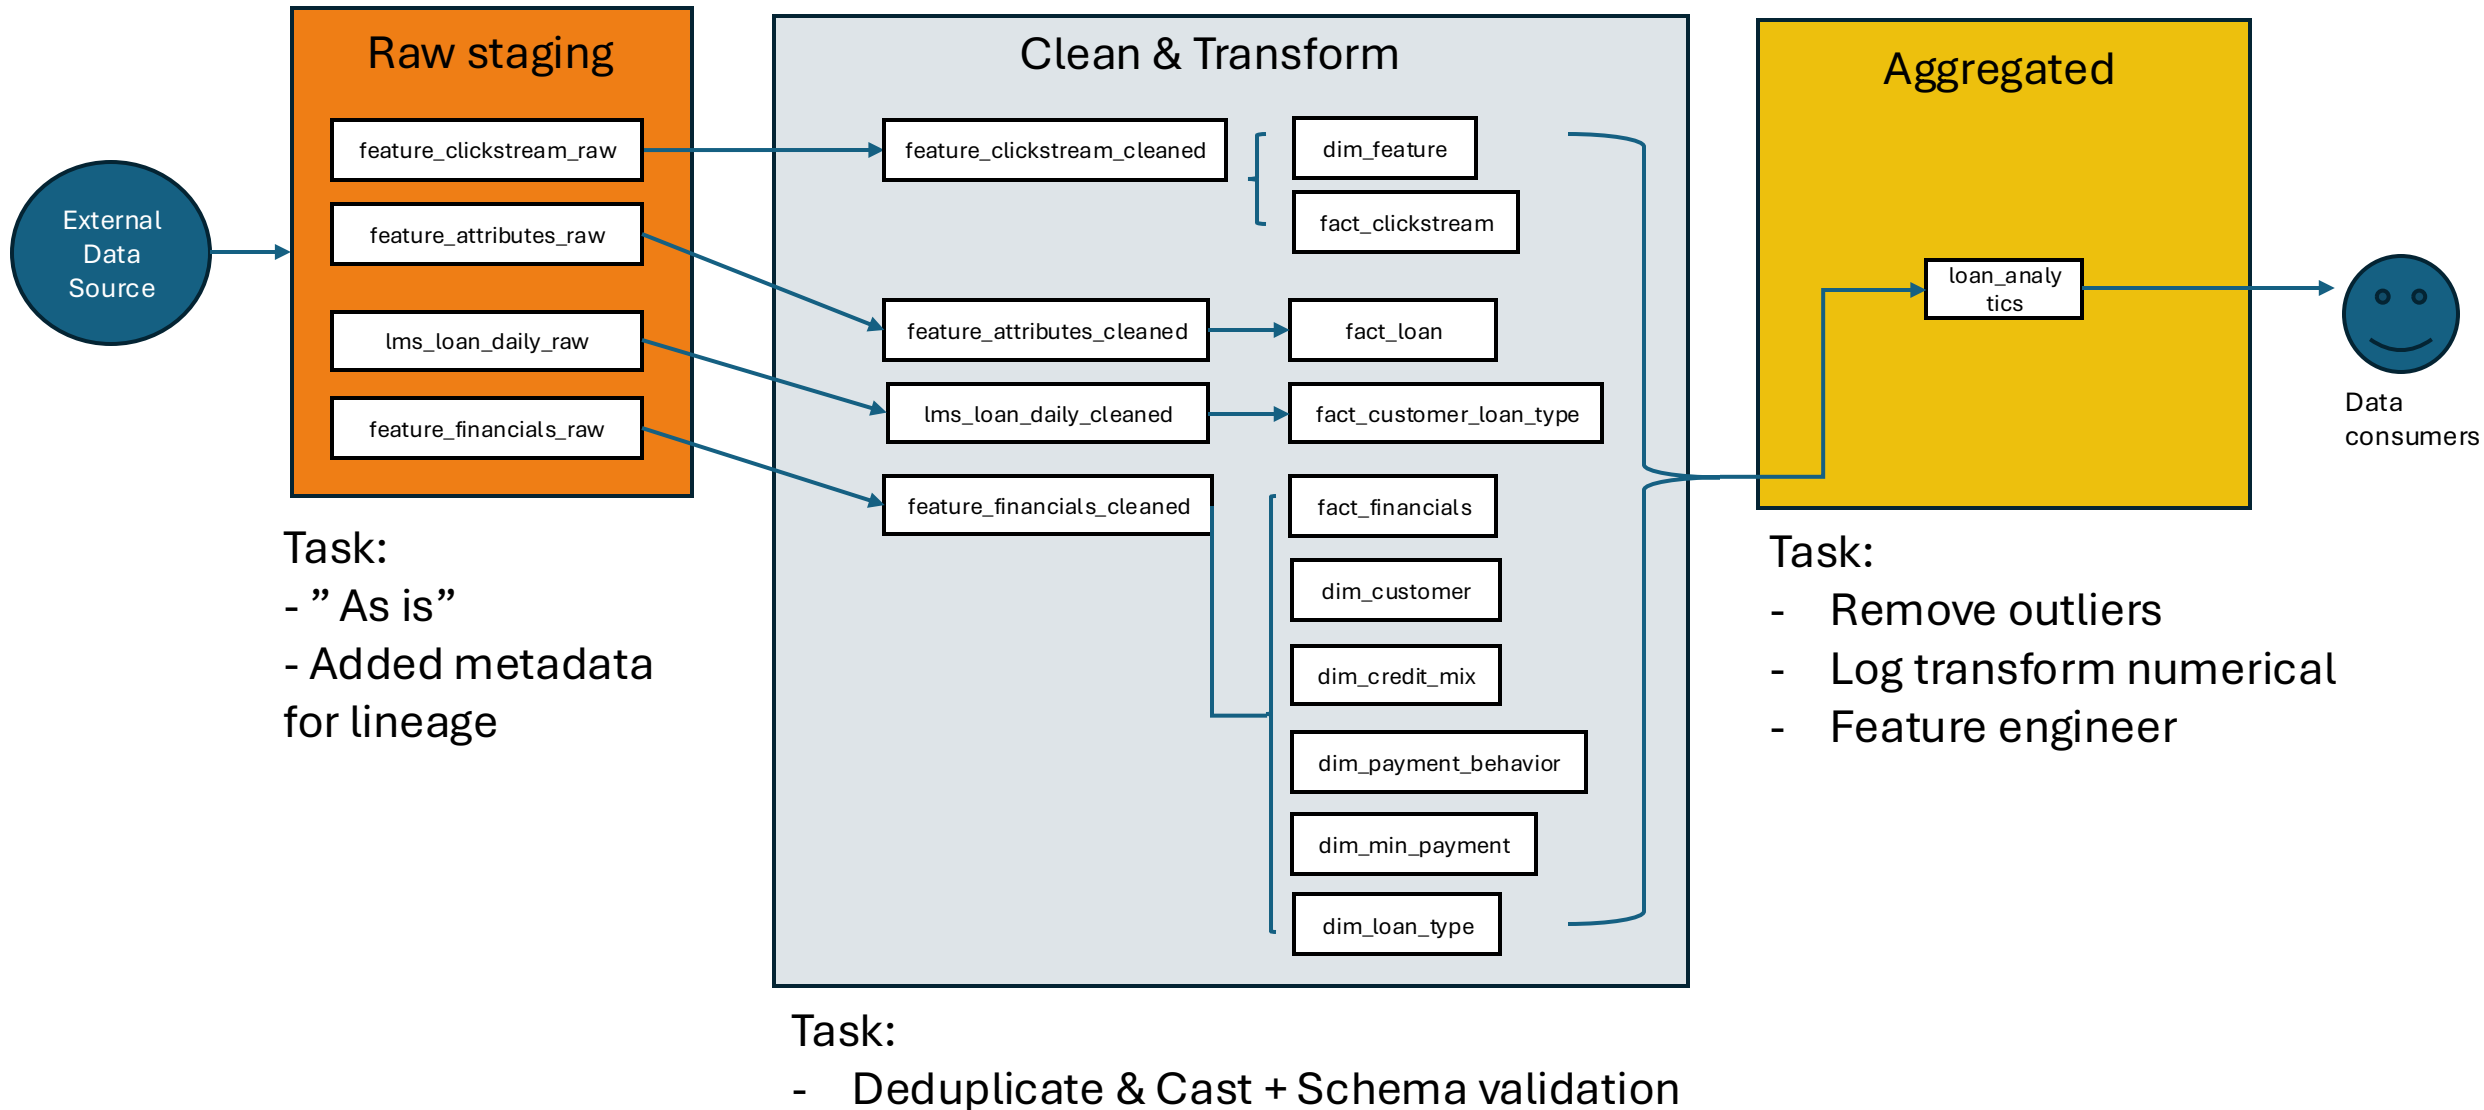 Raw staging
Clean & Transform
Aggregated
External
Data
Source
feature_clickstream_raw
feature_attributes_raw
lms_loan_daily_raw
feature_financials_raw
feature_clickstream_cleaned
feature_attributes_cleaned
lms_loan_daily_cleaned
feature_financials_cleaned
dim_feature
fact_clickstream
fact_loan
fact_customer_loan_type
fact_financials
dim_customer
dim_credit_mix
dim_payment_behavior
dim_min_payment
dim_loan_type
loan_analy
tics
Data
consumers
Task:
- ” As is”
- Added metadata
for lineage
Task:
- Deduplicate & Cast + Schema validation
Task:
- Remove outliers
- Log transform numerical
- Feature engineer